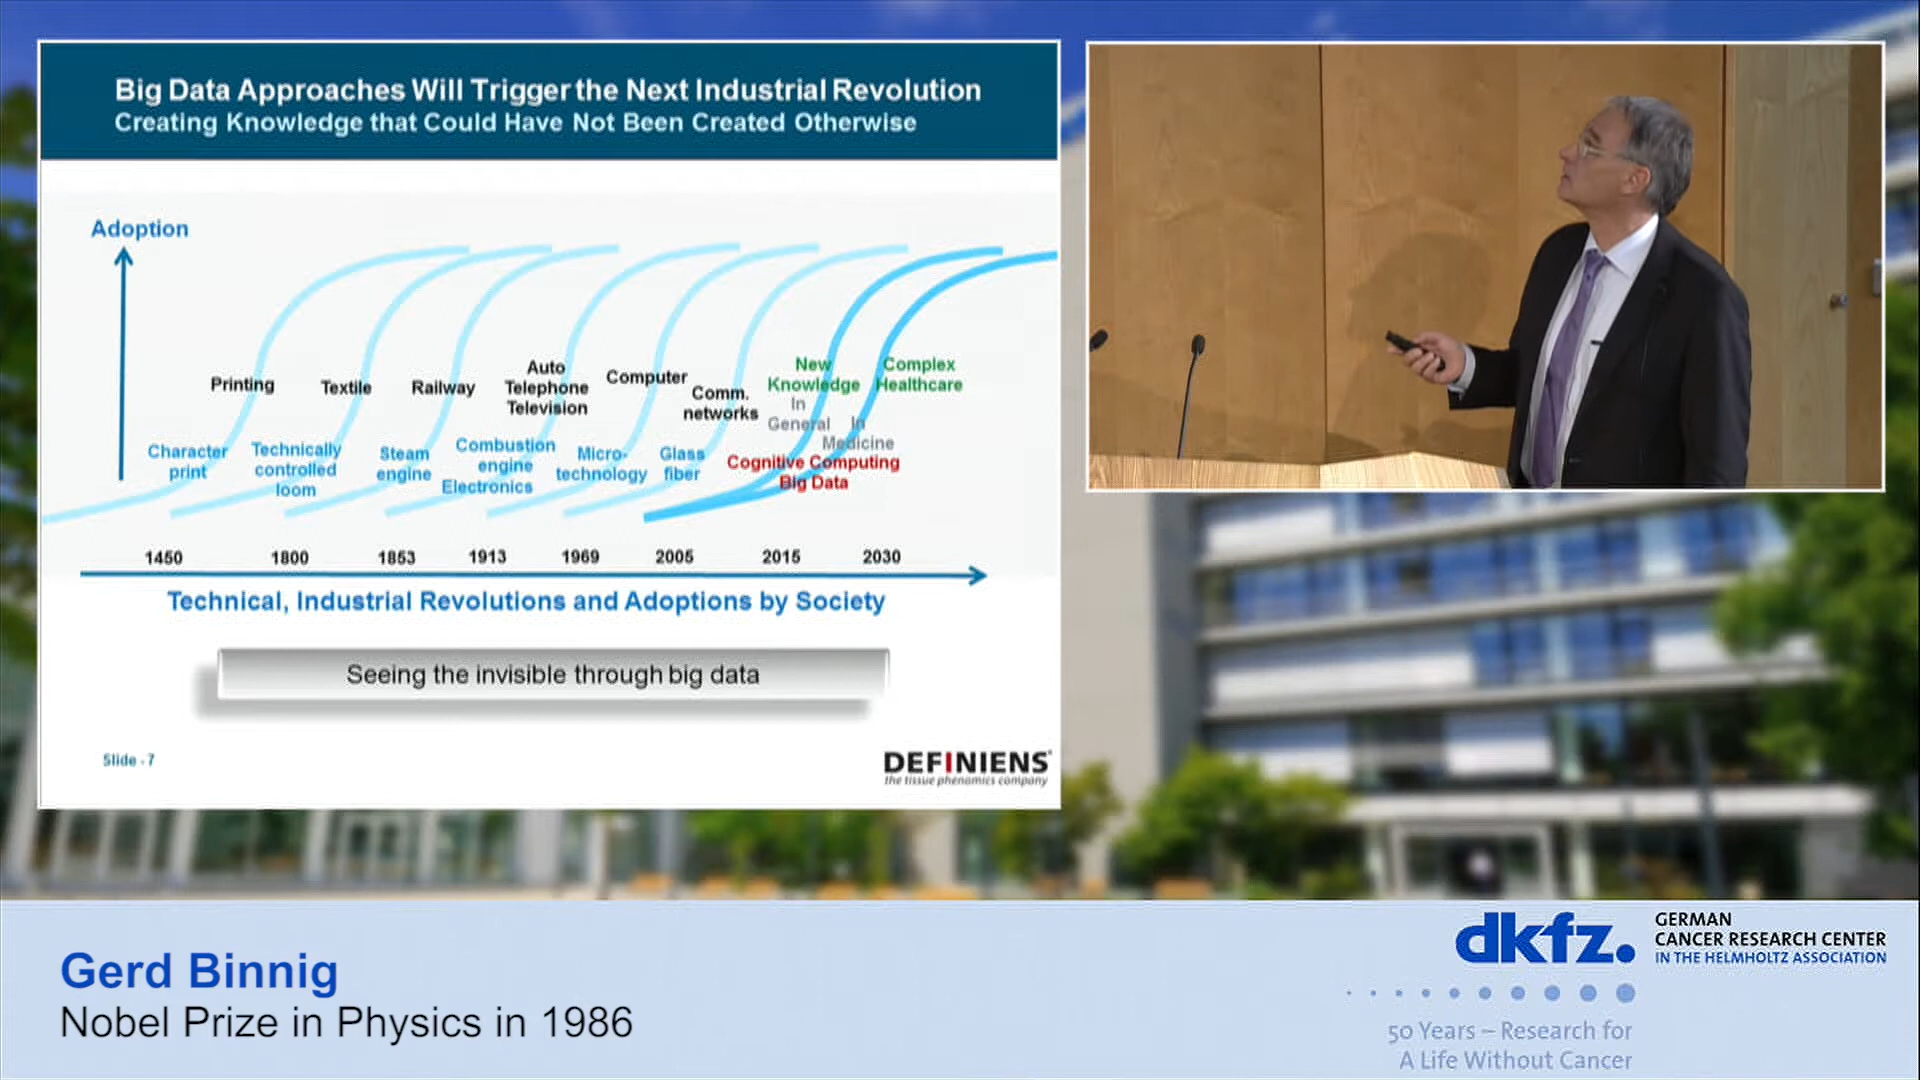 Big Data Approaches Will Trigger the Next Industrial Revolution
Creating Knowledge that Could Have Not Been Created Otherwise
Adoption
Printing
Textile
Railway
Auto
Telephone
Television
Computer
Comm.
networks
New
Knowledge
In
General
Complex
Healthcare
In
Medicine
Character
print
Technically
controlled
loom
Steam
engine
Combustion
engine
Electronics
Micro-
technology
Glass
fiber
Cognitive Computing
Big Data
1450 1800 1853 1913 1969 2005 2015 2030
Technical, Industrial Revolutions and Adoptions by Society
Seeing the invisible through big data
Slide - 7
DEFINIENS
the tissue phenomics company
Gerd Binnig
Nobel Prize in Physics in 1986
dkfz.
GERMAN
CANCER RESEARCH CENTER
IN THE HELMHOLTZ ASSOCIATION
50 Years – Research for
A Life Without Cancer